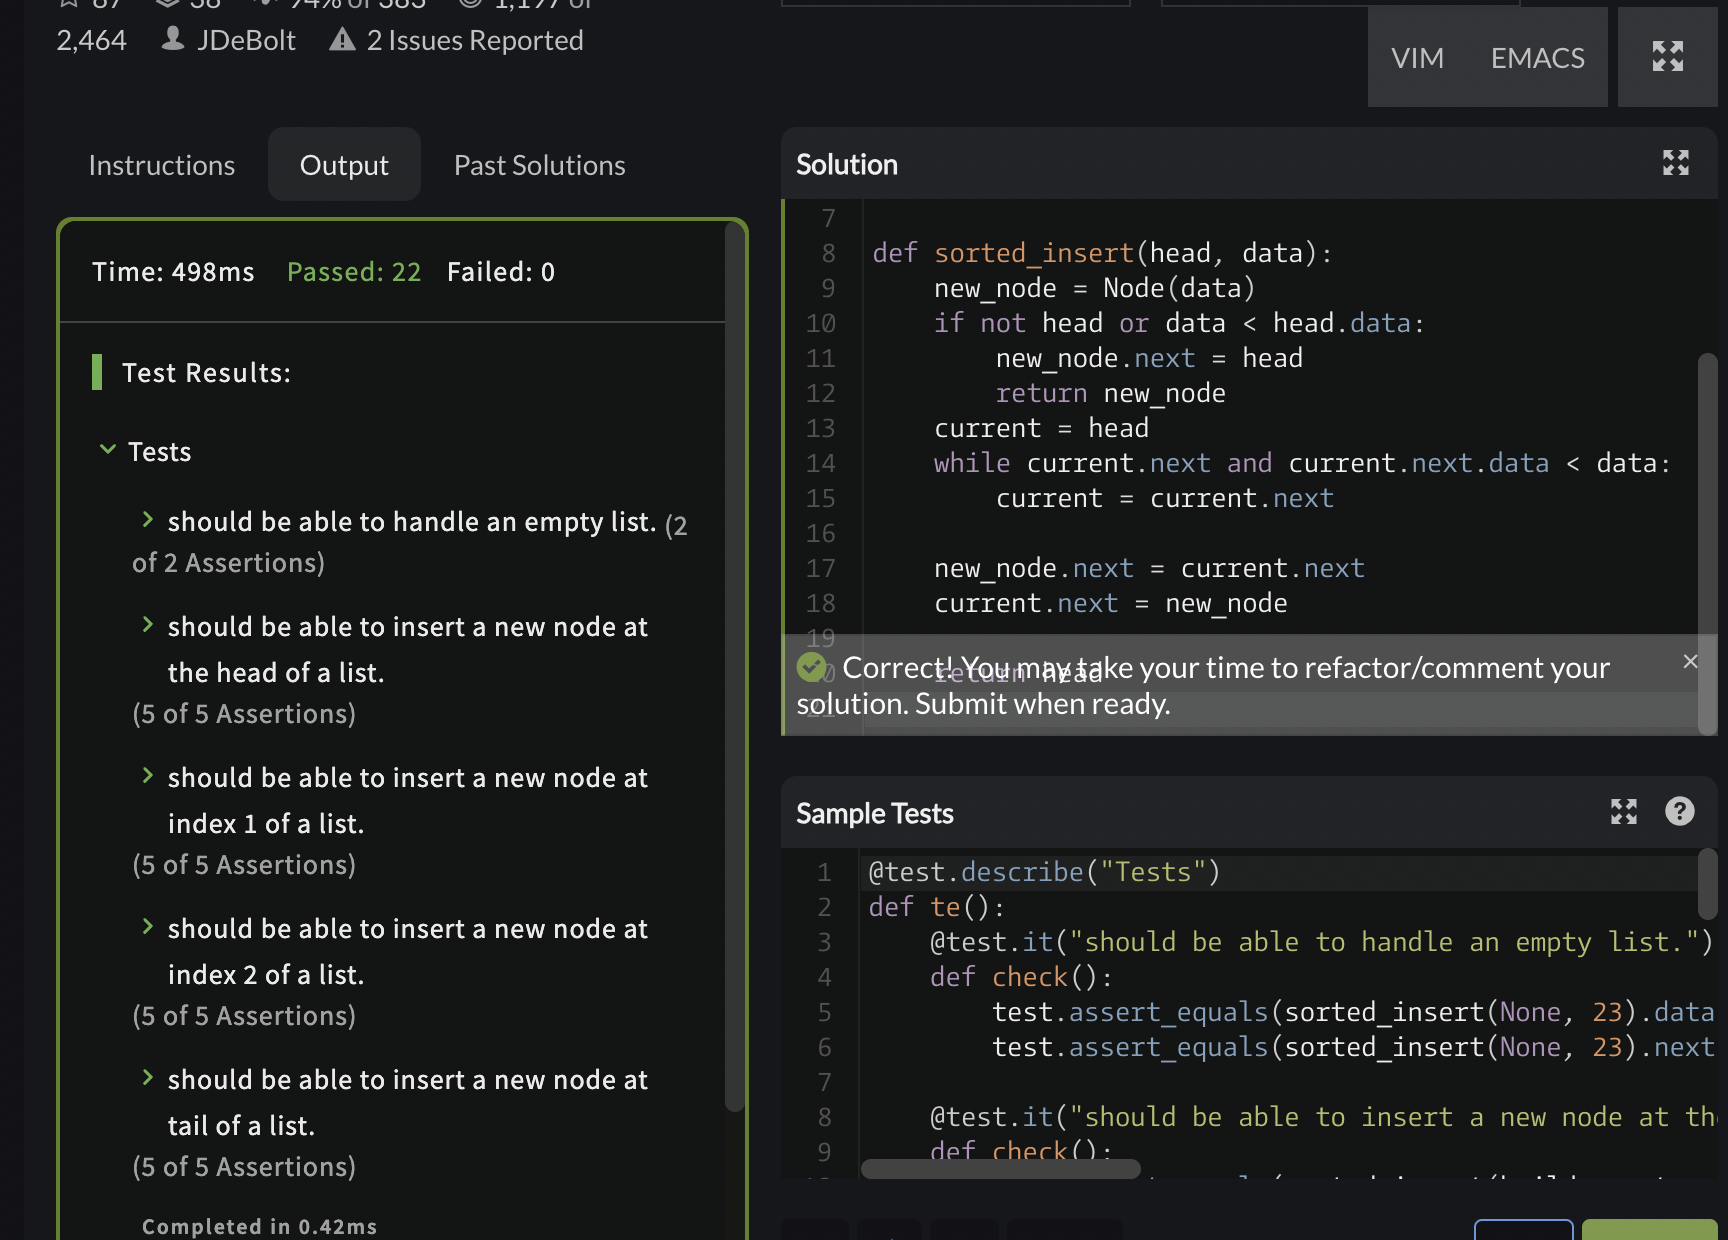 87 58 94% of 383 1,197 of
2,464 JDeBolt 2 Issues Reported
VIM EMACS
Instructions Output Past Solutions
Time: 498ms Passed: 22 Failed: 0
Test Results:
Tests
should be able to handle an empty list. (2
of 2 Assertions)
should be able to insert a new node at
the head of a list.
(5 of 5 Assertions)
should be able to insert a new node at
index 1 of a list.
(5 of 5 Assertions)
should be able to insert a new node at
index 2 of a list.
(5 of 5 Assertions)
should be able to insert a new node at
tail of a list.
(5 of 5 Assertions)
Completed in 0.42ms
Solution
7
8 def sorted_insert(head, data):
9     new_node = Node(data)
10     if not head or data < head.data:
11         new_node.next = head
12         return new_node
13     current = head
14     while current.next and current.next.data < data:
15         current = current.next
16
17     new_node.next = current.next
18     current.next = new_node
19
20     return head
21
Correct! You may take your time to refactor/comment your
solution. Submit when ready.
Sample Tests
1 @test.describe("Tests")
2 def te():
3     @test.it("should be able to handle an empty list.")
4     def check():
5         test.assert_equals(sorted_insert(None, 23).data
6         test.assert_equals(sorted_insert(None, 23).next
7
8     @test.it("should be able to insert a new node at th
9     def check():